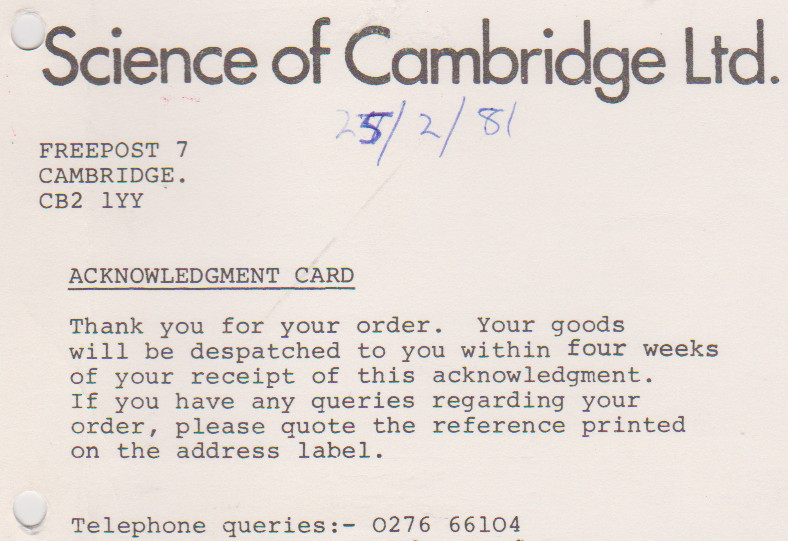 Science of Cambridge Ltd.
25/2/81
FREEPOST 7
CAMBRIDGE.
CB2 1YY
ACKNOWLEDGMENT CARD
Thank you for your order. Your goods
will be despatched to you within four weeks
of your receipt of this acknowledgment.
If you have any queries regarding your
order, please quote the reference printed
on the address label.
Telephone queries:- 0276 66104